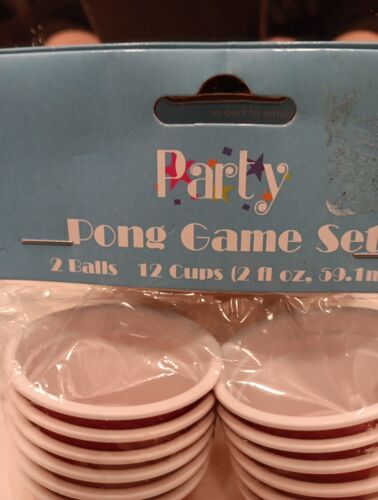 Party
Pong Game Set
2 Balls 12 Cups (2 fl oz, 59.1m